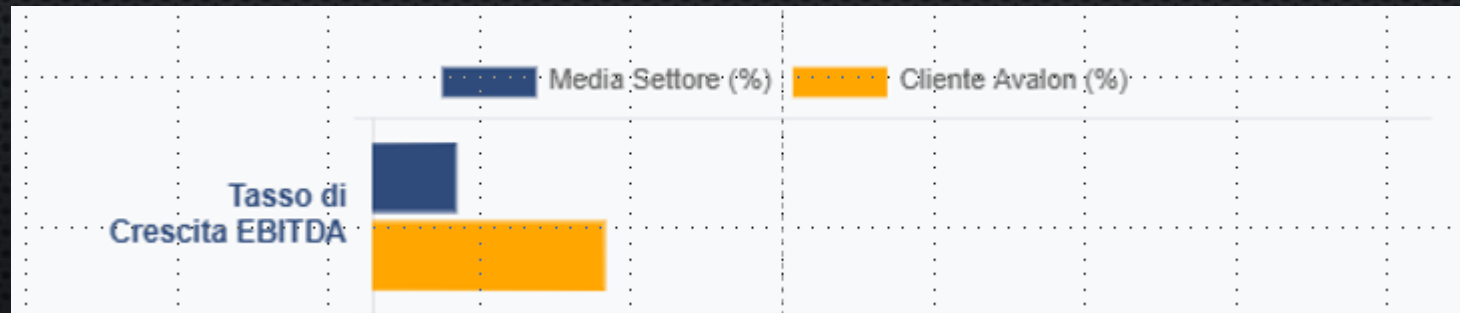 Media Settore (%) Cliente Avalon (%)
Tasso di
Crescita EBITDA